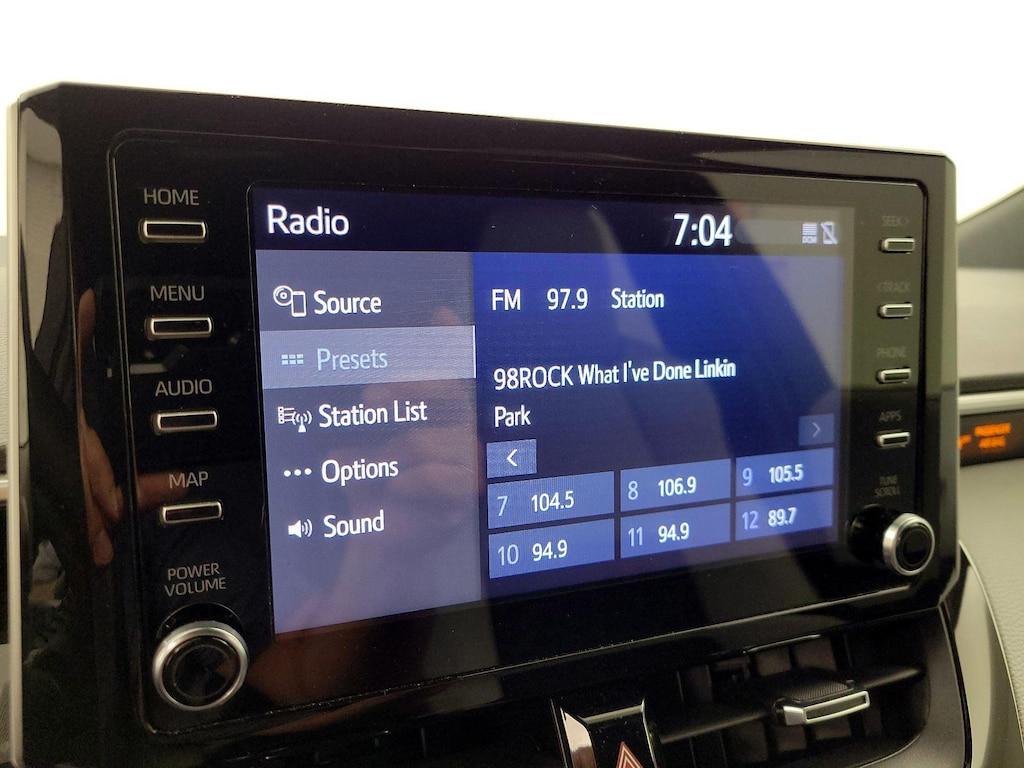 HOME
MENU
AUDIO
MAP
POWER
VOLUME
Radio
7:04
DCM
Source
Presets
Station List
Options
Sound
FM 97.9 Station
98ROCK What I've Done Linkin
Park
<
>
7 104.5
8 106.9
9 105.5
10 94.9
11 94.9
12 89.7
SEEK >
< TRACK
PHONE
APPS
TUNE
SCROLL
PASSENGER